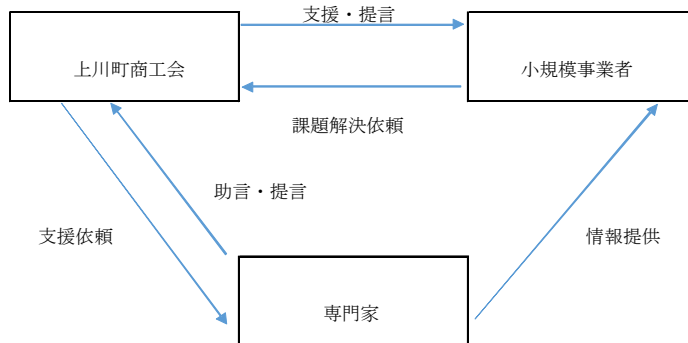 支援・提言
上川町商工会
小規模事業者
課題解決依頼
助言・提言
支援依頼
情報提供
専門家